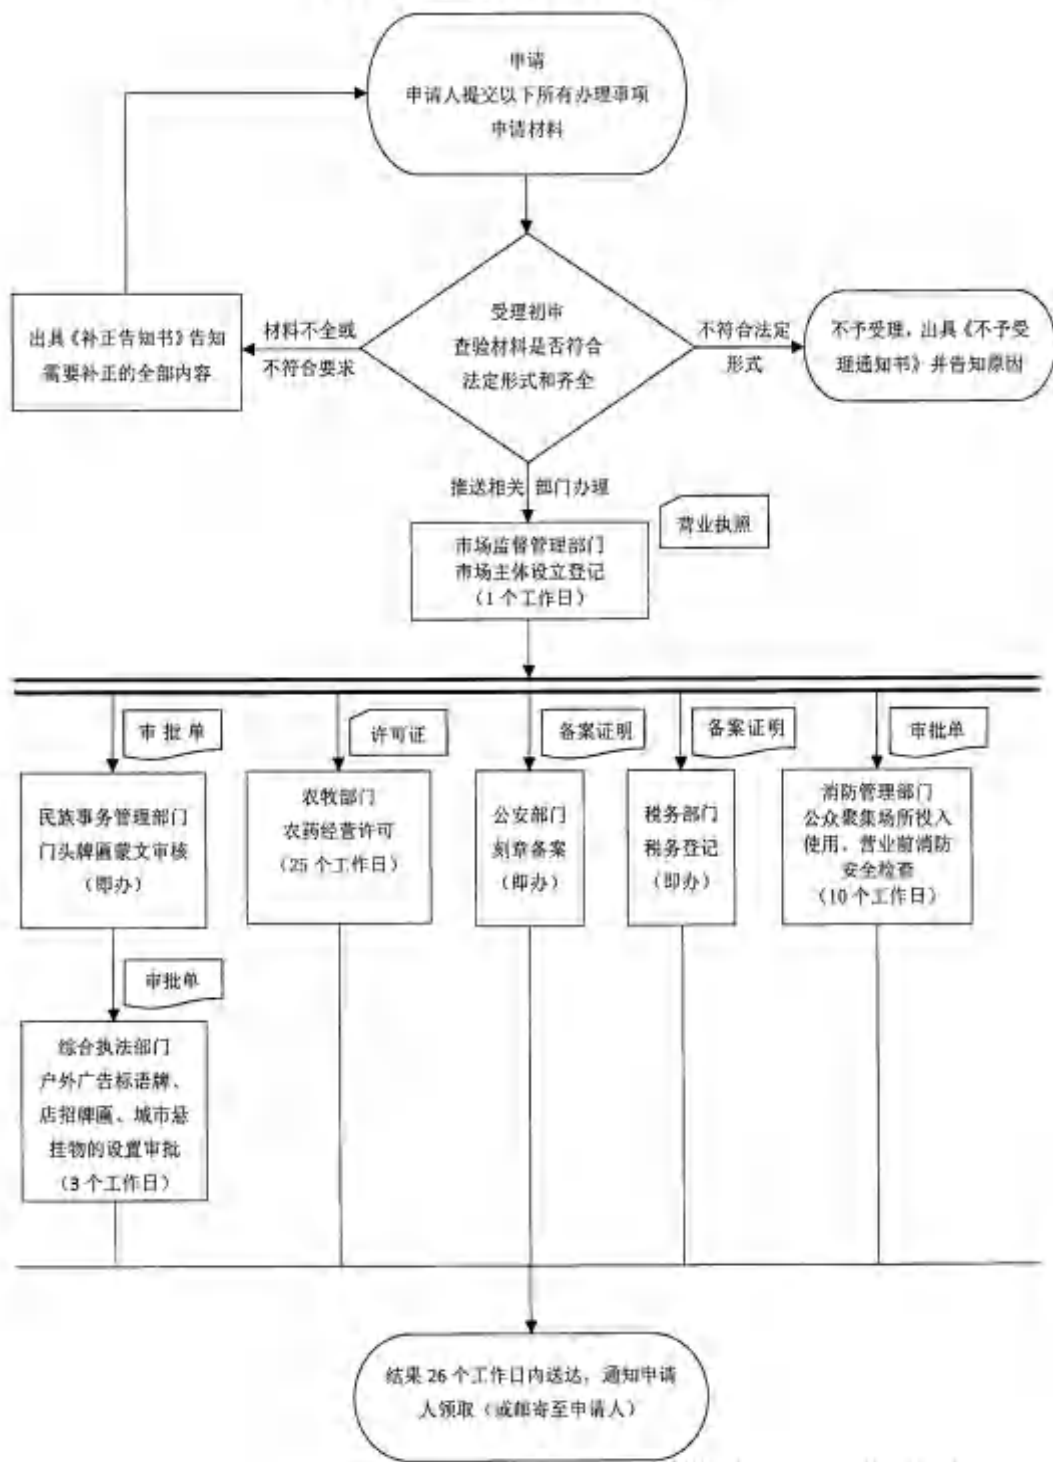 申请
申请人提交以下所有办理事项
申请材料
受理初审
查验材料是否符合
法定形式和齐全
材料不全或
不符合要求
出具《补正告知书》告知
需要补正的全部内容
不符合法定
形式
不予受理，出具《不予受
理通知书》并告知原因
推送相关 部门办理
营业执照
市场监督管理部门
市场主体设立登记
（1个工作日）
审批单
许可证
备案证明
备案证明
审批单
民族事务管理部门
门头牌匾蒙文审核
（即办）
农牧部门
农药经营许可
（25个工作日）
公安部门
刻章备案
（即办）
税务部门
税务登记
（即办）
消防管理部门
公众聚集场所投入
使用、营业前消防
安全检查
（10个工作日）
审批单
综合执法部门
户外广告标语牌、
店招牌匾、城市悬
挂物的设置审批
（3个工作日）
结果26个工作日内送达，通知申请
人领取（或邮寄至申请人）